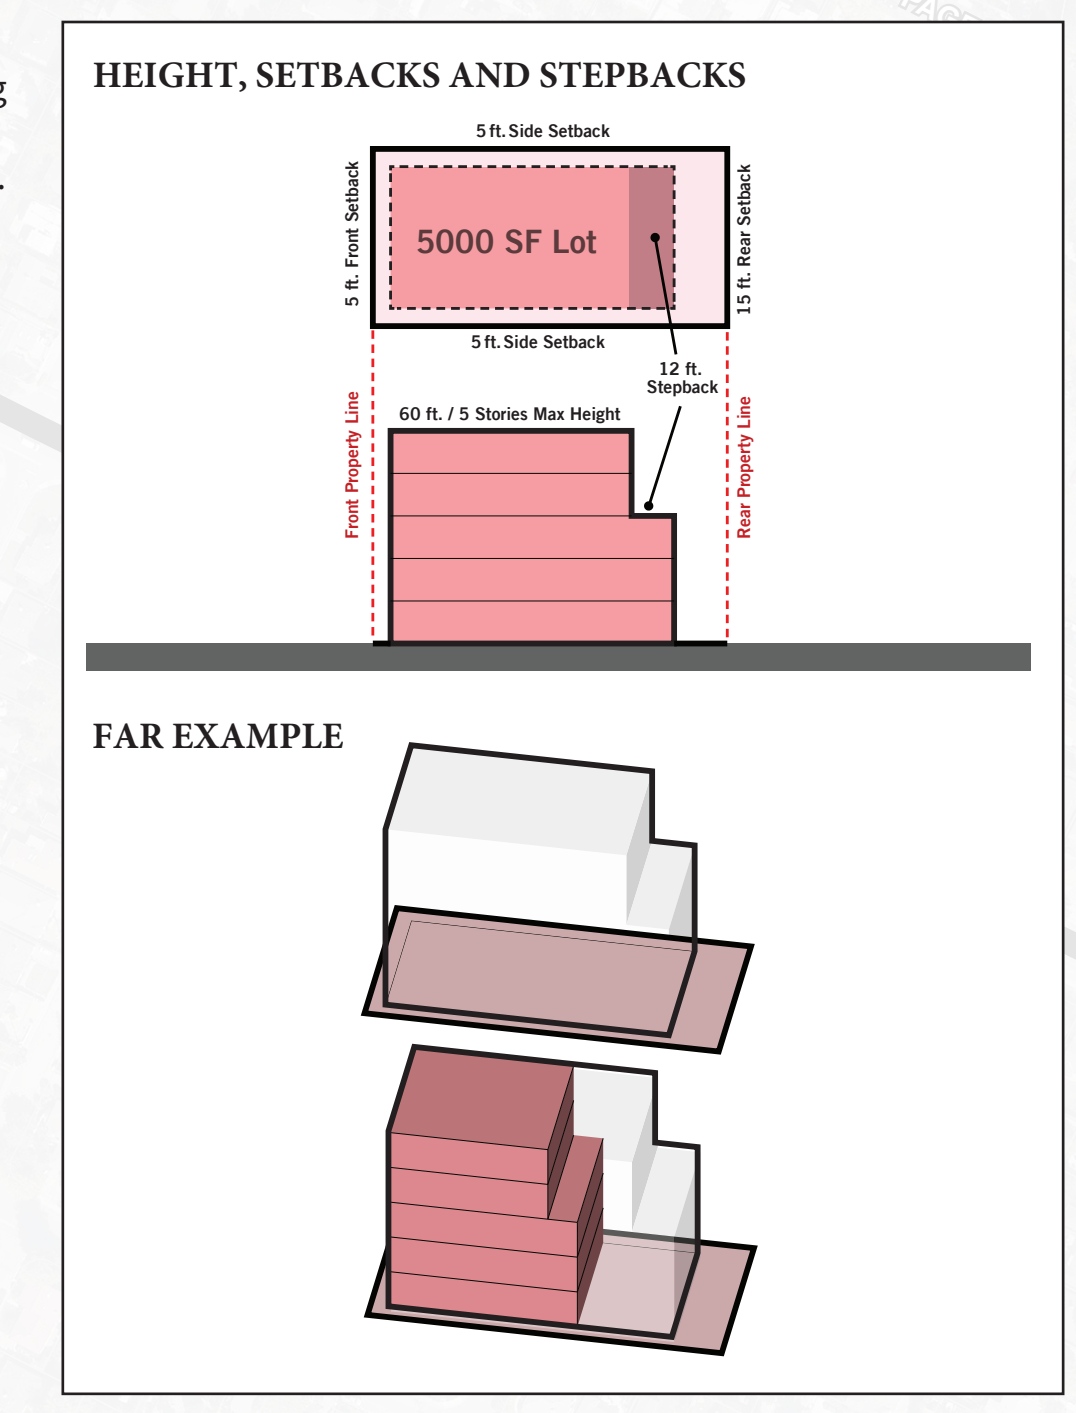 HEIGHT, SETBACKS AND STEPBACKS
5 ft. Side Setback
5 ft. Front Setback
5000 SF Lot
15 ft. Rear Setback
5 ft. Side Setback
12 ft.
Stepback
60 ft. / 5 Stories Max Height
Front Property Line
Rear Property Line
FAR EXAMPLE